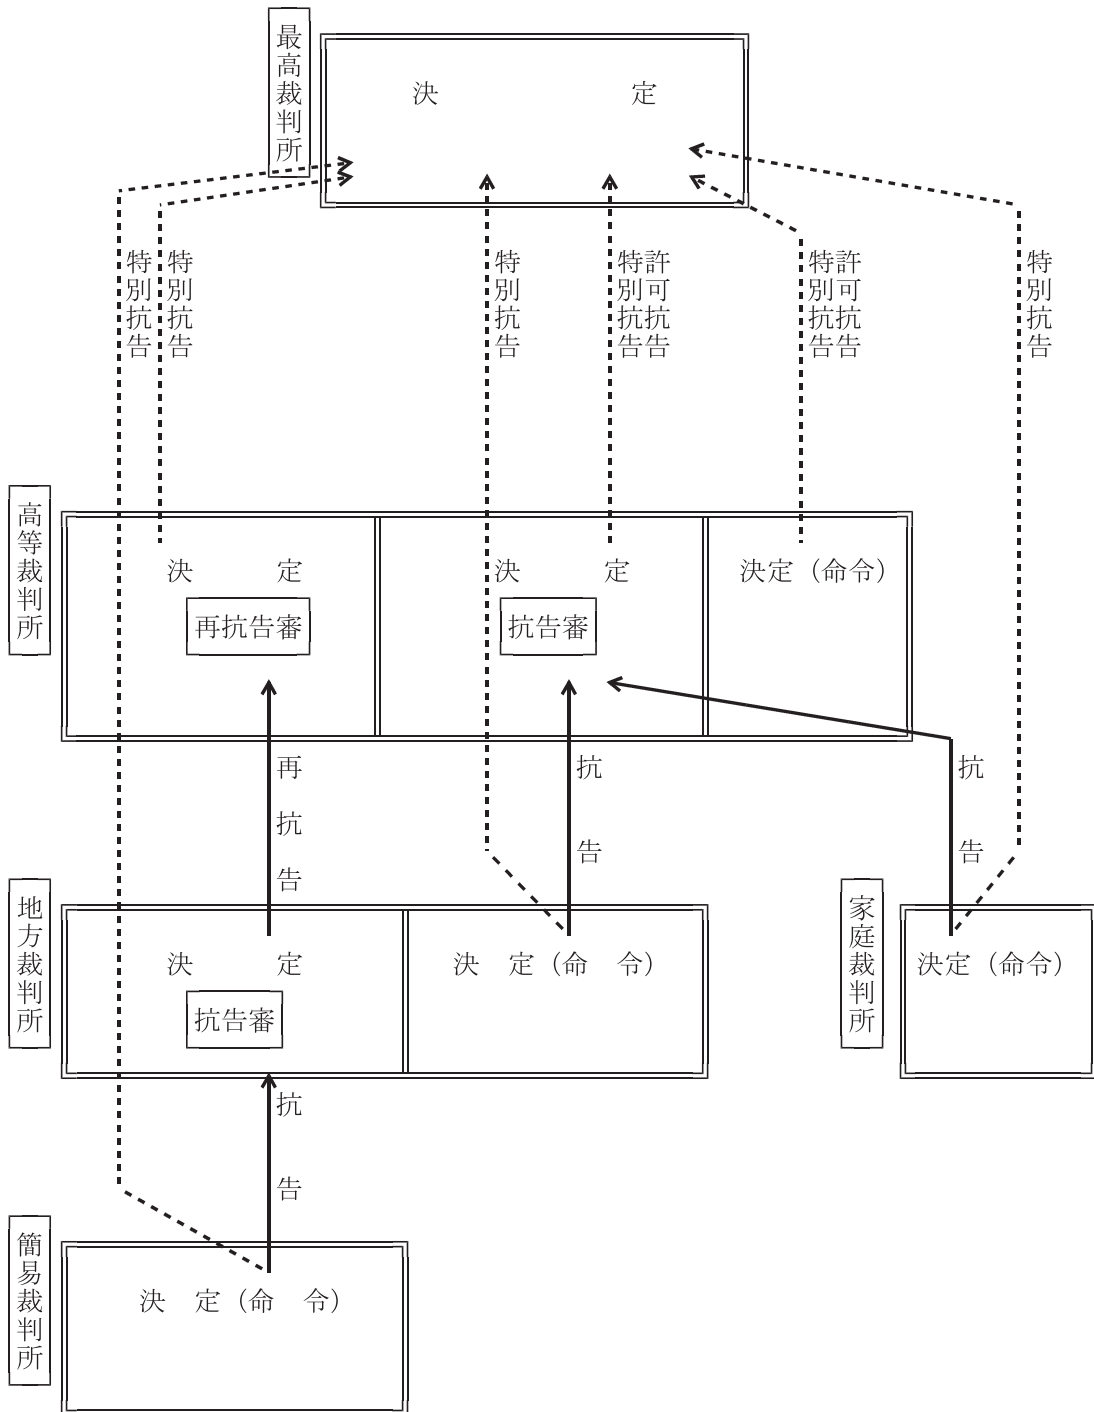 最高裁判所
決　定
特別抗告
特別抗告
特別抗告
許可抗告
特別抗告
許可抗告
特別抗告
特別抗告
高等裁判所
決　定
再抗告審
決　定
抗告審
決定（命令）
再抗告
抗告
抗告
地方裁判所
決　定
抗告審
決　定（命　令）
家庭裁判所
決定（命令）
抗告
簡易裁判所
決　定（命　令）